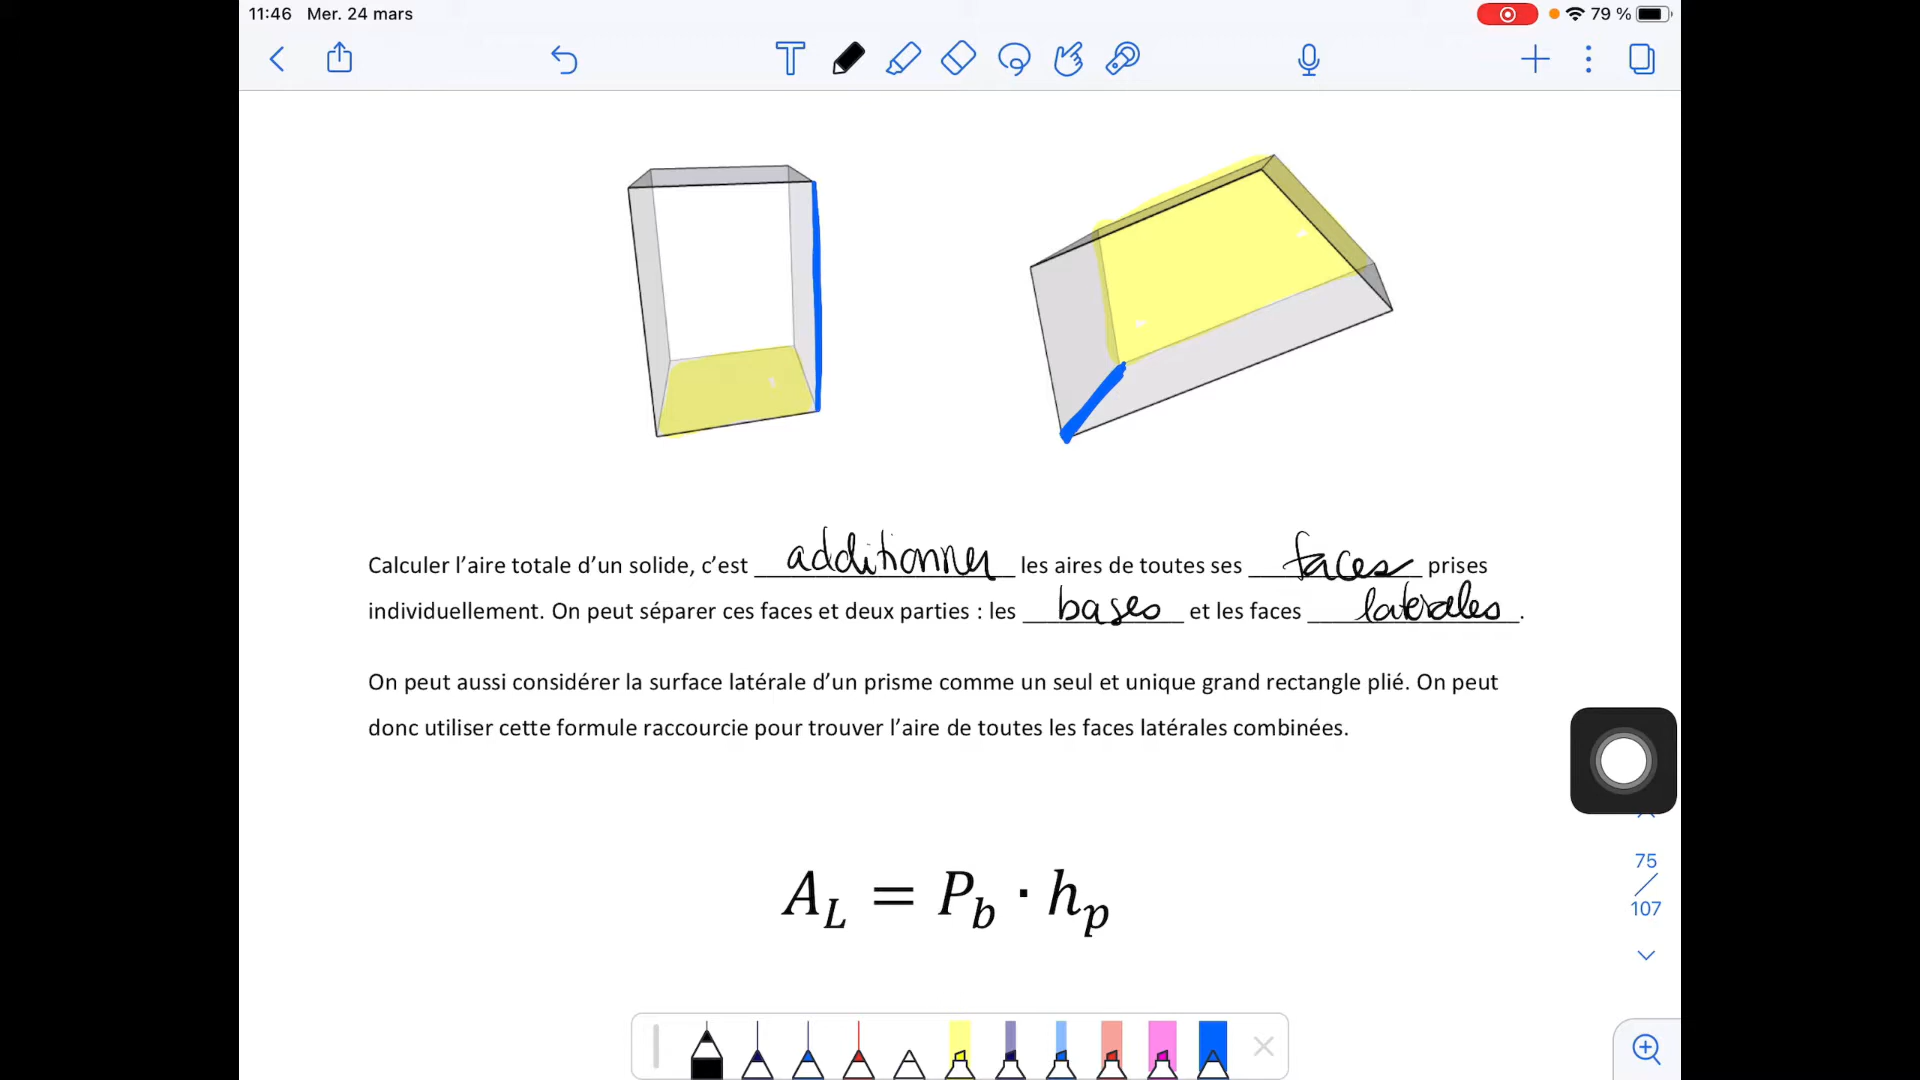 11:46 Mer. 24 mars 79 %
Calculer l’aire totale d’un solide, c’est additionner les aires de toutes ses faces prises
individuellement. On peut séparer ces faces et deux parties : les bases et les faces latérales.
On peut aussi considérer la surface latérale d’un prisme comme un seul et unique grand rectangle plié. On peut
donc utiliser cette formule raccourcie pour trouver l’aire de toutes les faces latérales combinées.
75
107
A_L = P_b · h_p